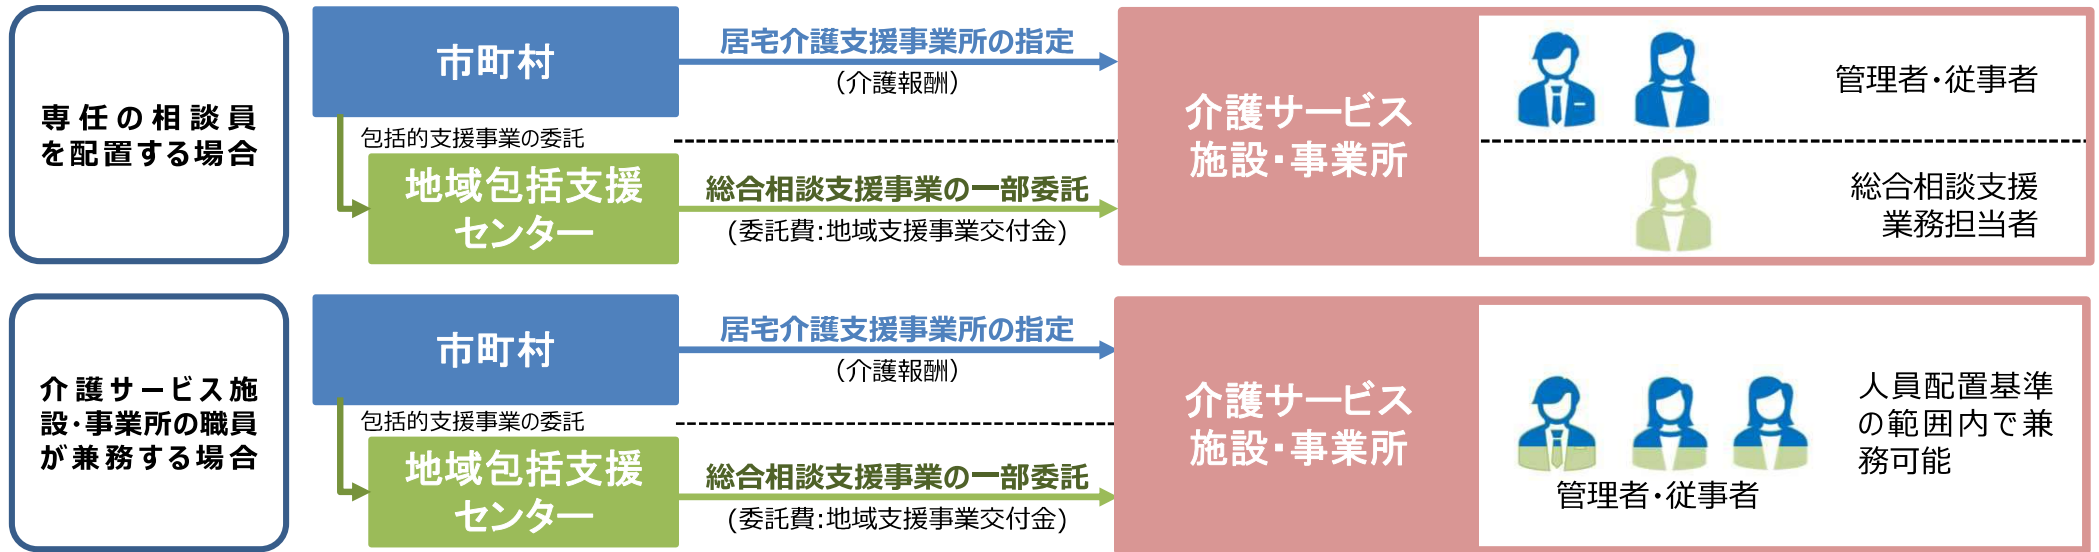 専任の相談員
を配置する場合
市町村
居宅介護支援事業所の指定
（介護報酬）
包括的支援事業の委託
地域包括支援
センター
総合相談支援事業の一部委託
(委託費:地域支援事業交付金)
介護サービス
施設・事業所
管理者・従事者
総合相談支援
業務担当者
介護サービス施
設・事業所の職員
が兼務する場合
市町村
居宅介護支援事業所の指定
（介護報酬）
包括的支援事業の委託
地域包括支援
センター
総合相談支援事業の一部委託
(委託費:地域支援事業交付金)
介護サービス
施設・事業所
管理者・従事者
人員配置基準
の範囲内で兼
務可能